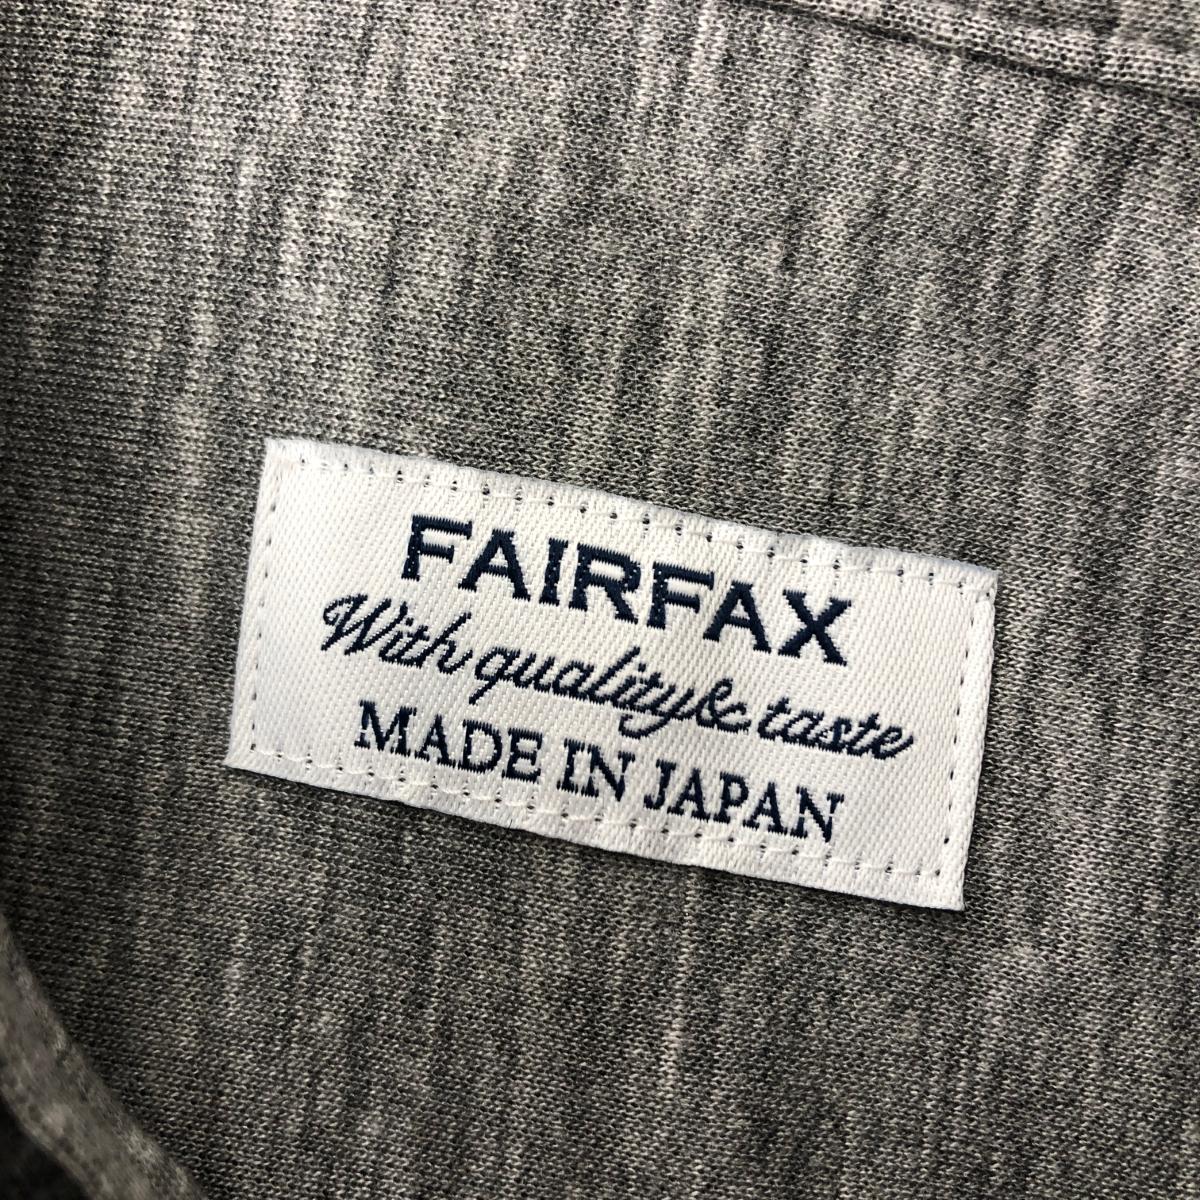 FAIRFAX
With quality & taste
MADE IN JAPAN